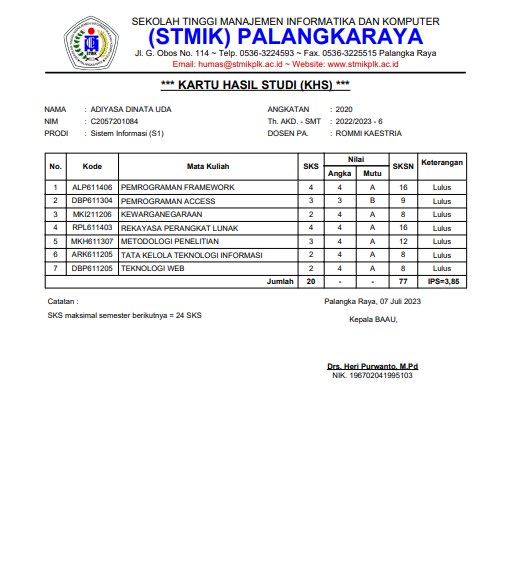 SEKOLAH TINGGI MANAJEMEN INFORMATIKA DAN KOMPUTER
(STMIK) PALANGKARAYA
Jl. G. Obos No. 114 ~ Telp. 0536-3224593 ~ Fax. 0536-3225515 Palangka Raya
Email: humas@stmikplk.ac.id ~ Website: www.stmikplk.ac.id
*** KARTU HASIL STUDI (KHS) ***
NAMA : ADIYASA DINATA UDA ANGKATAN : 2020
NIM : C2057201084 Th. AKD. - SMT : 2022/2023 - 6
PRODI : Sistem Informasi (S1) DOSEN PA. : ROMMI KAESTRIA
No. Kode Mata Kuliah SKS Nilai SKSN Keterangan
Angka Mutu
1 ALP611406 PEMROGRAMAN FRAMEWORK 4 4 A 16 Lulus
2 DBP611304 PEMROGRAMAN ACCESS 3 3 B 9 Lulus
3 MKI211206 KEWARGANEGARAAN 2 4 A 8 Lulus
4 RPL611403 REKAYASA PERANGKAT LUNAK 4 4 A 16 Lulus
5 MKH611307 METODOLOGI PENELITIAN 3 4 A 12 Lulus
6 ARK611205 TATA KELOLA TEKNOLOGI INFORMASI 2 4 A 8 Lulus
7 DBP611205 TEKNOLOGI WEB 2 4 A 8 Lulus
Jumlah 20 - - 77 IPS=3,85
Catatan : Palangka Raya, 07 Juli 2023
SKS maksimal semester berikutnya = 24 SKS
Kepala BAAU,
Drs. Heri Purwanto, M.Pd
NIK. 196702041995103